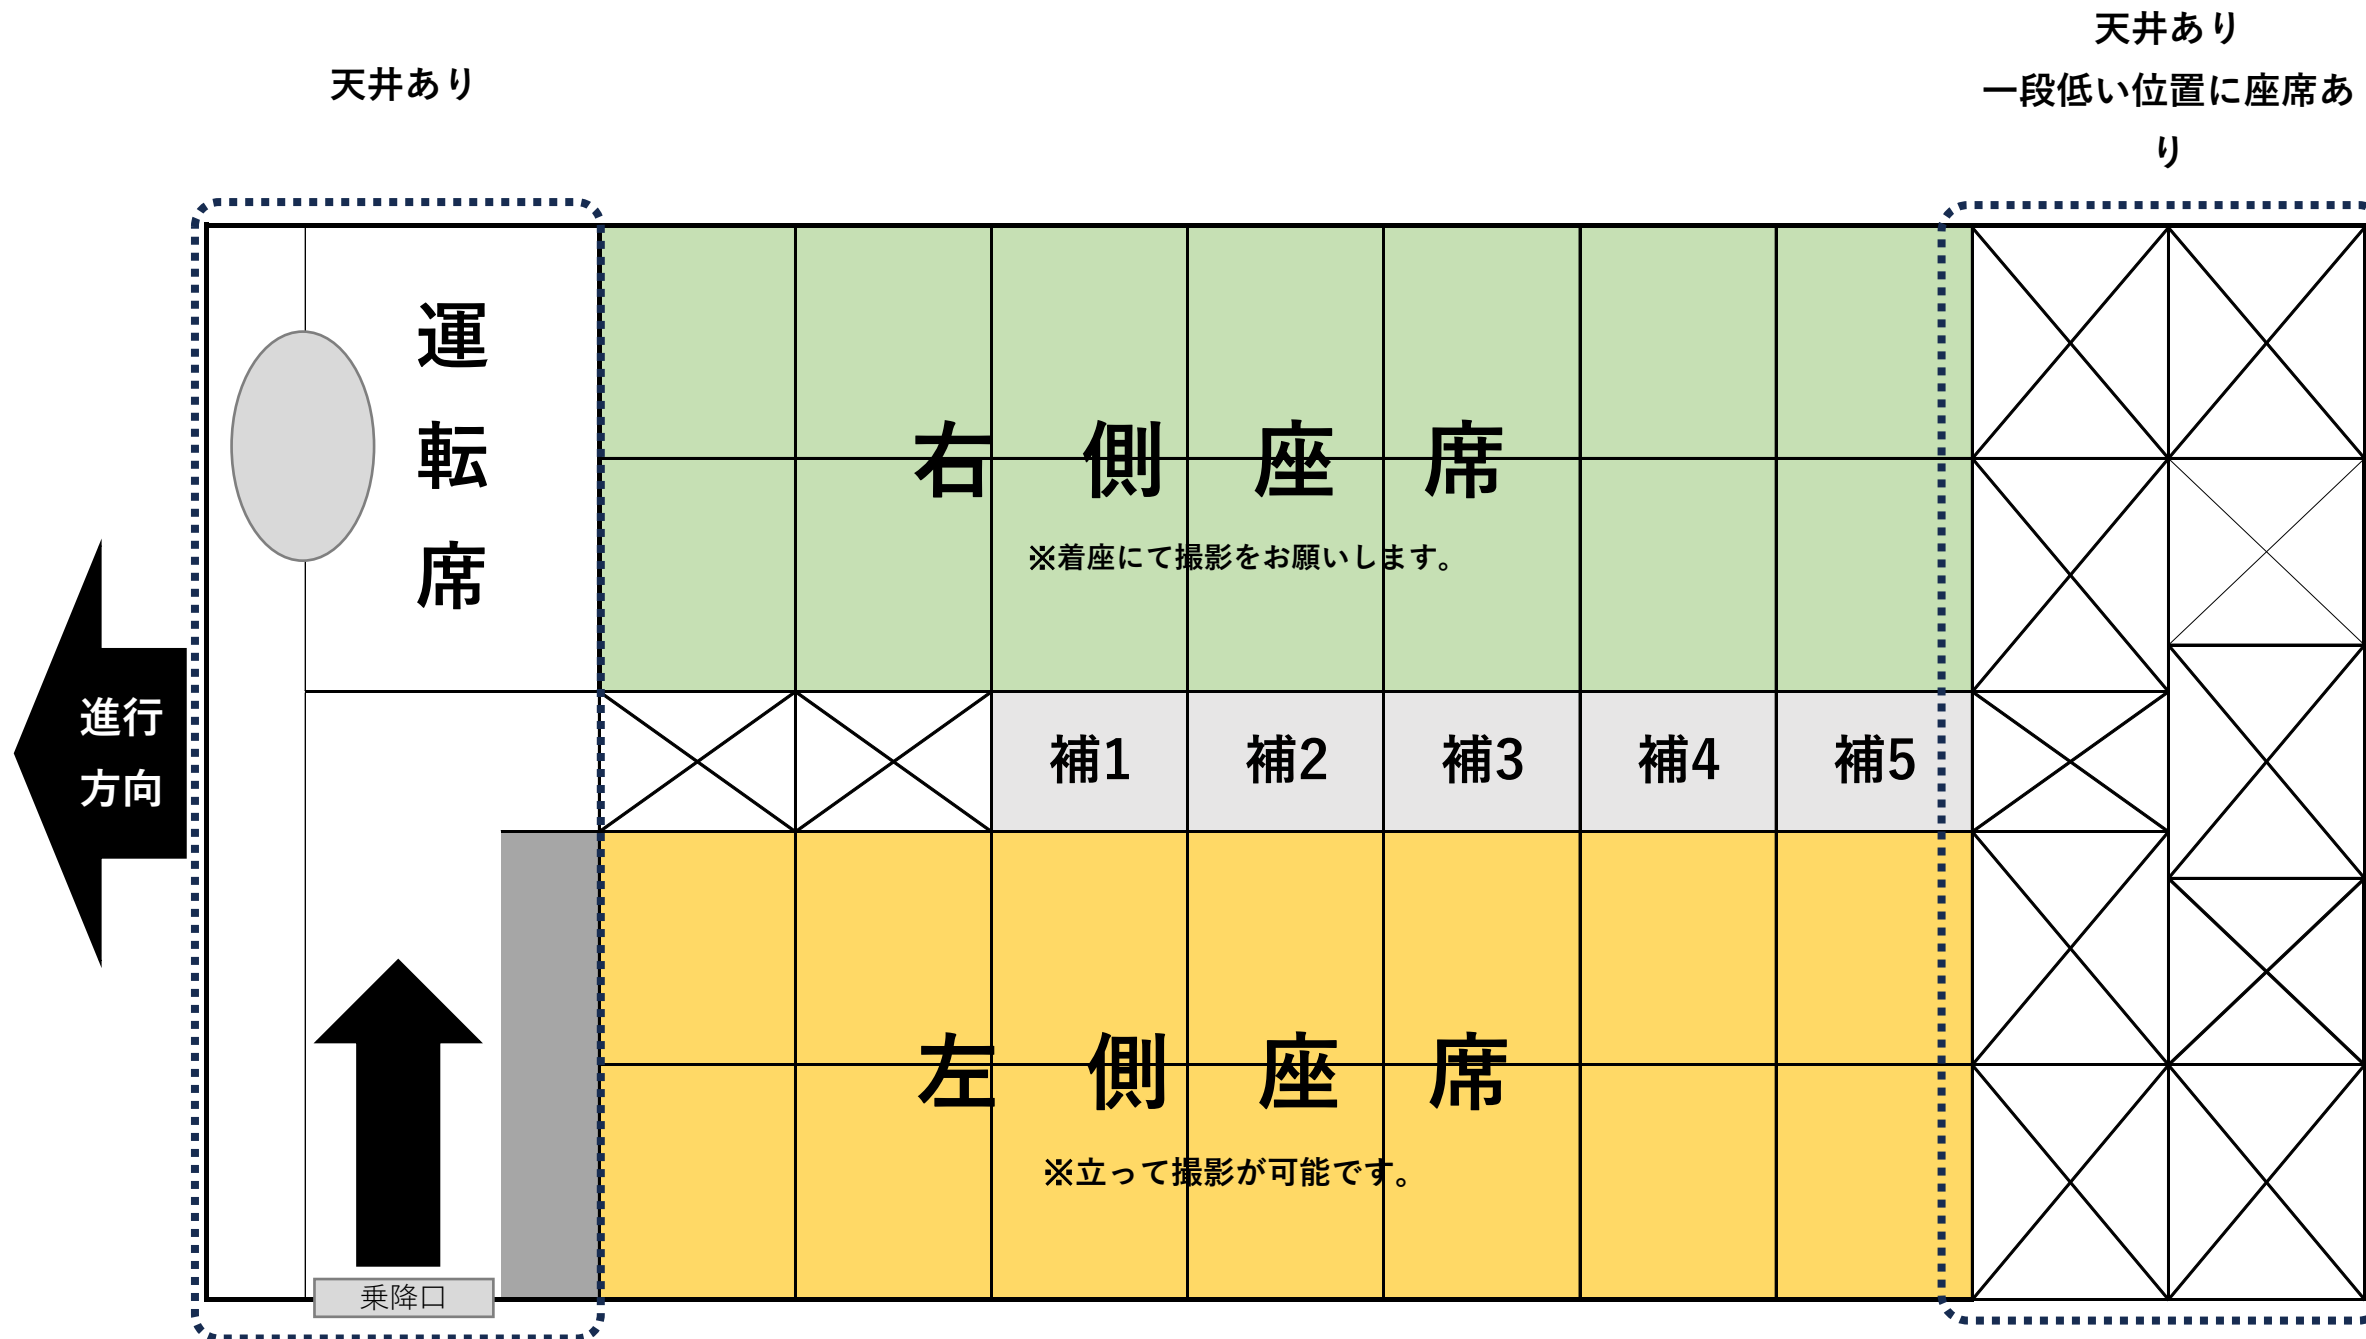 天井あり
天井あり
一段低い位置に座席あ
り
運
転
席
右側座席
※着座にて撮影をお願いします。
進行
方向
補1
補2
補3
補4
補5
左側座席
※立って撮影が可能です。
乗降口